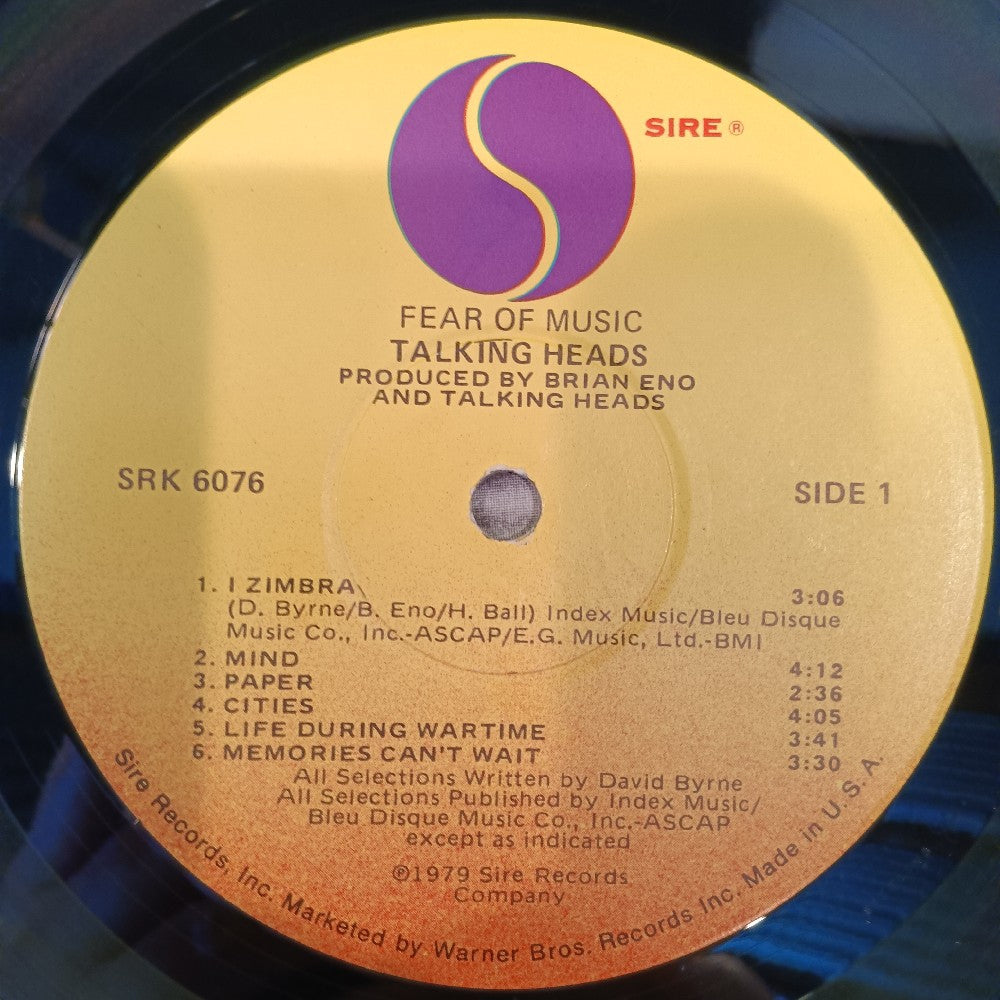 SIRE ®
FEAR OF MUSIC
TALKING HEADS
PRODUCED BY BRIAN ENO
AND TALKING HEADS
SRK 6076
SIDE 1
1. I ZIMBRA 3:06
(D. Byrne/B. Eno/H. Ball) Index Music/Bleu Disque
Music Co., Inc.-ASCAP/E.G. Music, Ltd.-BMI
2. MIND 4:12
3. PAPER 2:36
4. CITIES 4:05
5. LIFE DURING WARTIME 3:41
6. MEMORIES CAN'T WAIT 3:30
All Selections Written by David Byrne
All Selections Published by Index Music/
Bleu Disque Music Co., Inc.-ASCAP
except as indicated
℗1979 Sire Records
Company
Sire Records, Inc. Marketed by Warner Bros. Records Inc. Made in U.S.A.